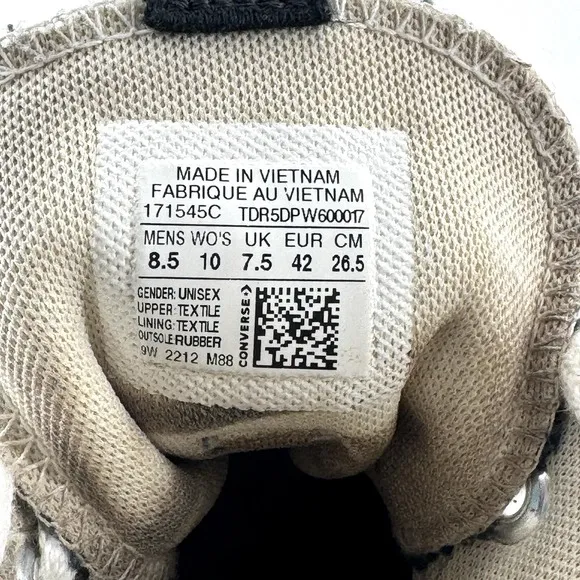 MADE IN VIETNAM
FABRIQUE AU VIETNAM
171545C TDR5DPW600017
MENS WO'S UK EUR CM
8.5 10 7.5 42 26.5
GENDER: UNISEX
UPPER: TEXTILE
LINING: TEXTILE
OUTSOLE:RUBBER
9W 2212 M88
CONVERSE